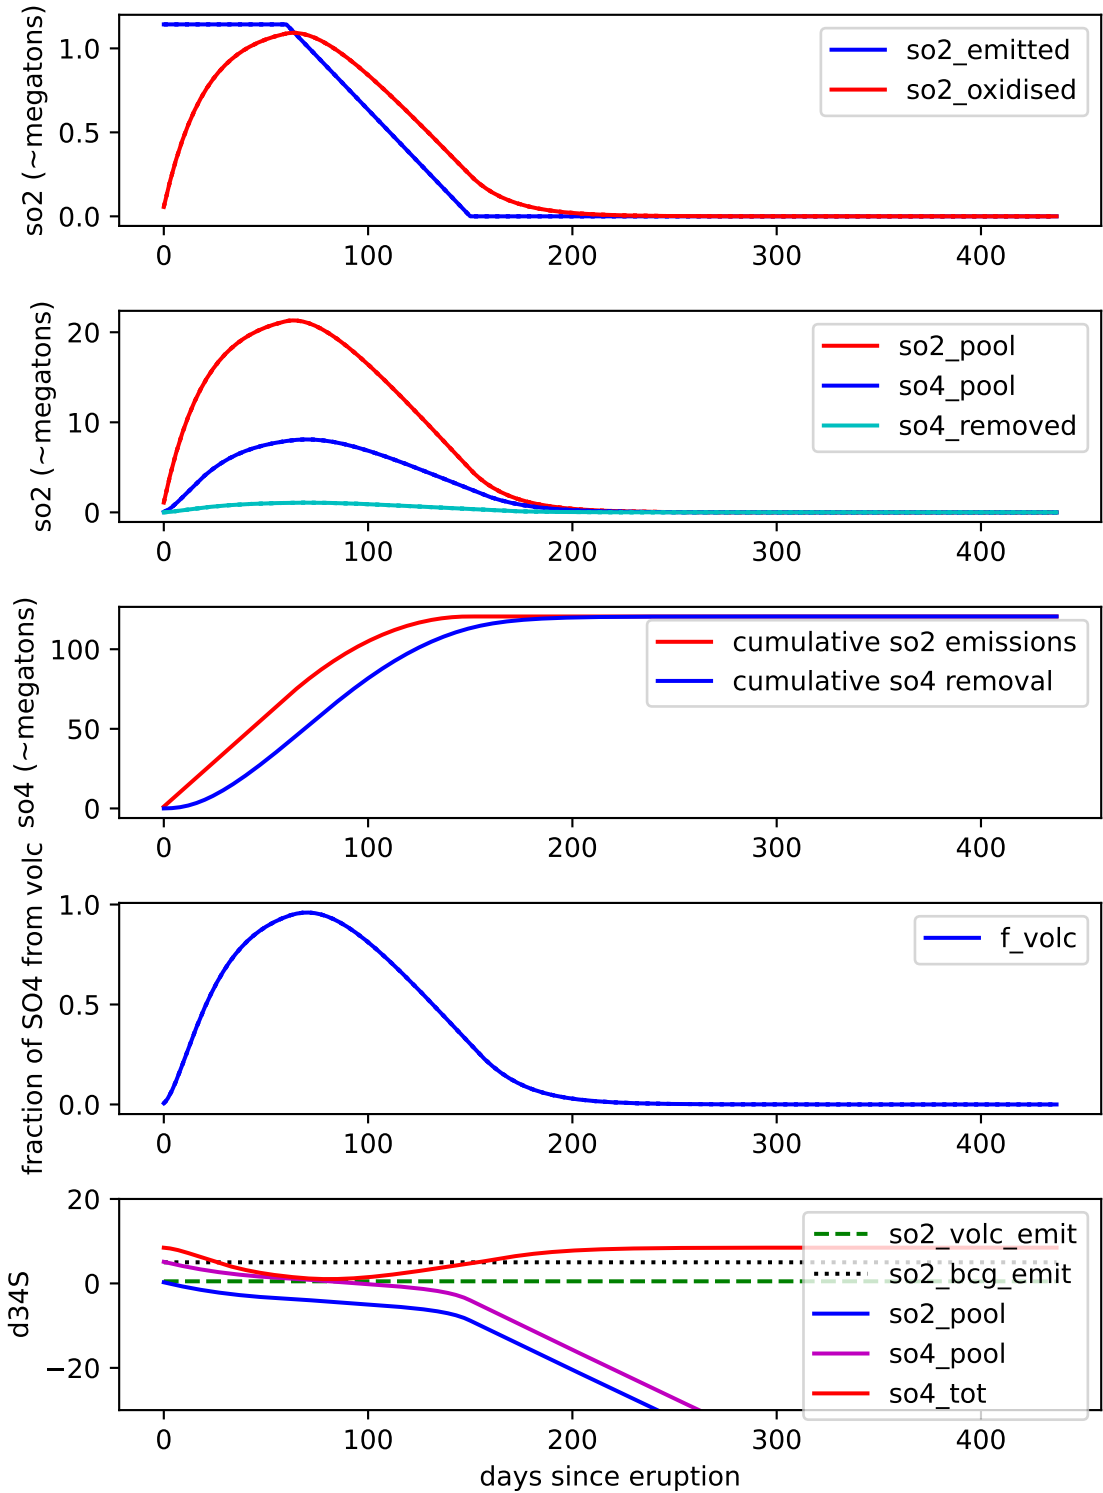 so2 (~megatons)
1.0
0.5
0.0
so2_emitted
so2_oxidised
0 100 200 300 400
so2 (~megatons)
20
10
0
so2_pool
so4_pool
so4_removed
0 100 200 300 400
so4 (~megatons)
100
50
0
cumulative so2 emissions
cumulative so4 removal
0 100 200 300 400
fraction of SO4 from volc
1.0
0.5
0.0
f_volc
0 100 200 300 400
d34S
20
0
−20
so2_volc_emit
so2_bcg_emit
so2_pool
so4_pool
so4_tot
0 100 200 300 400
days since eruption